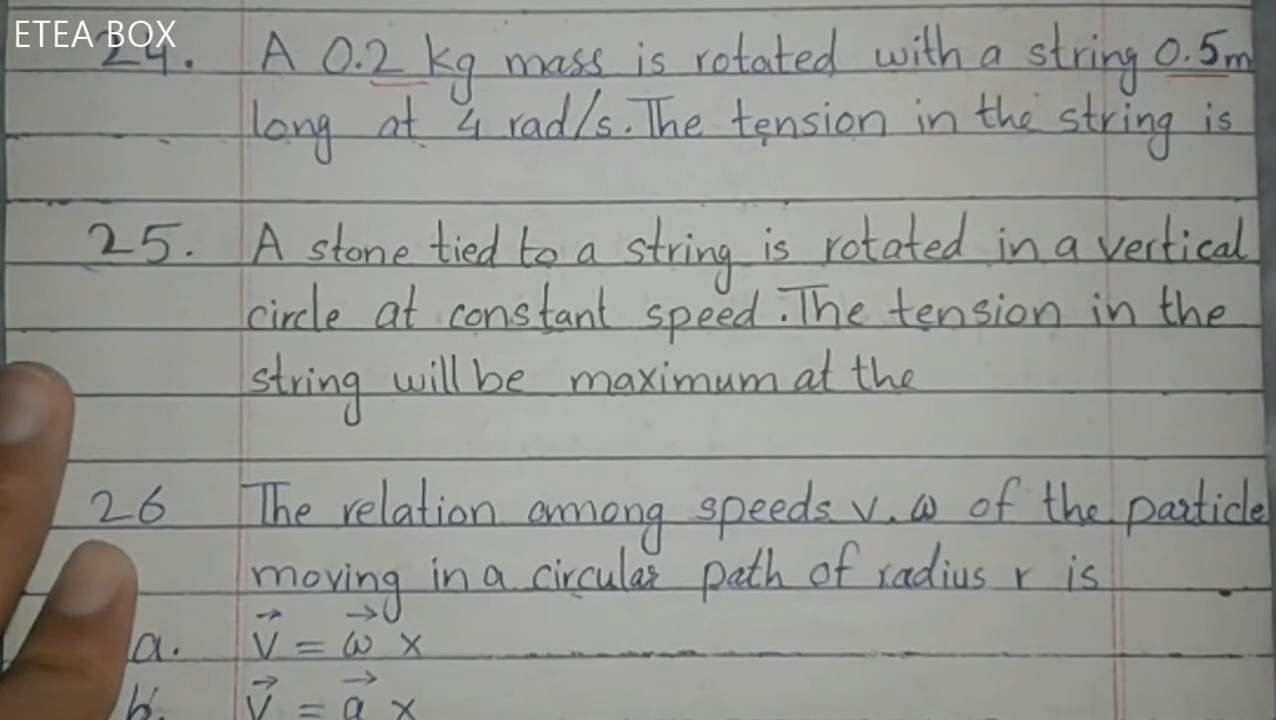 ETEA BOX
24. A 0.2 kg mass is rotated with a string 0.5m
long at 4 rad/s. The tension in the string is
25. A stone tied to a string is rotated in a vertical
circle at constant speed. The tension in the
string will be maximum at the
26 The relation among speeds v. ω of the particle
moving in a circular path of radius r is
a. v⃗ = ω⃗ ×
b. v⃗ = a⃗ ×